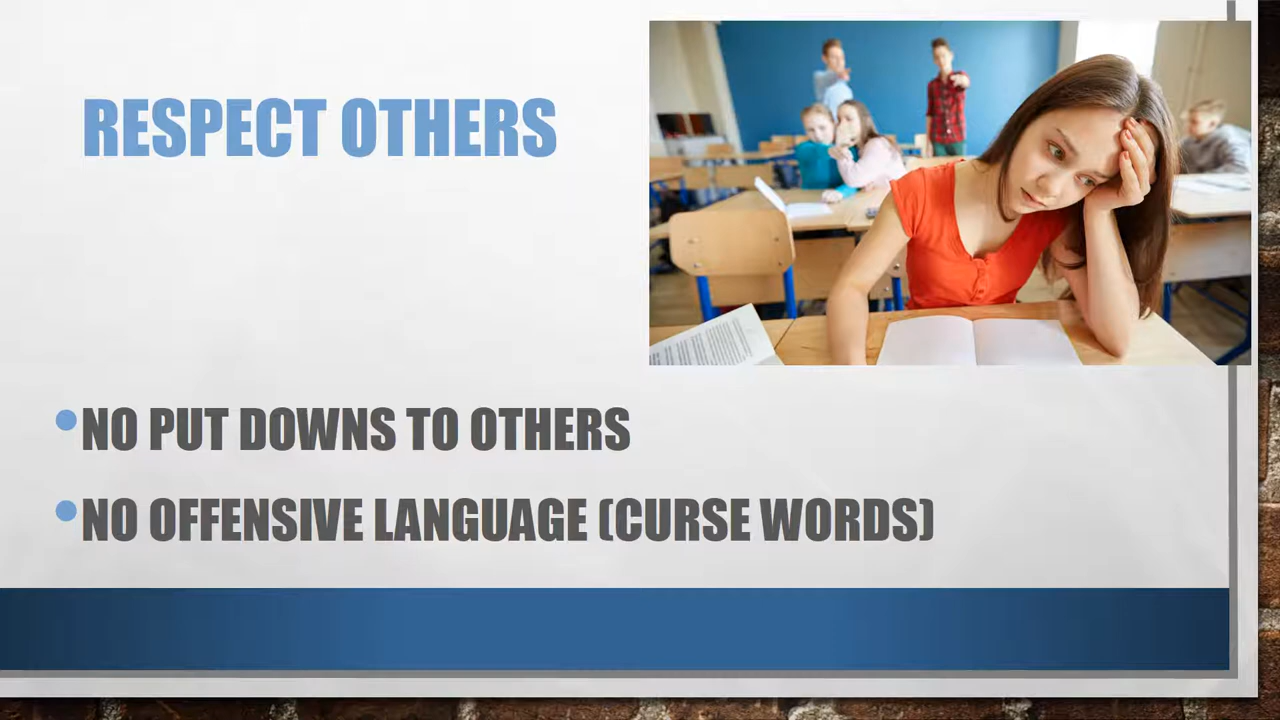 RESPECT OTHERS
NO PUT DOWNS TO OTHERS
NO OFFENSIVE LANGUAGE (CURSE WORDS)